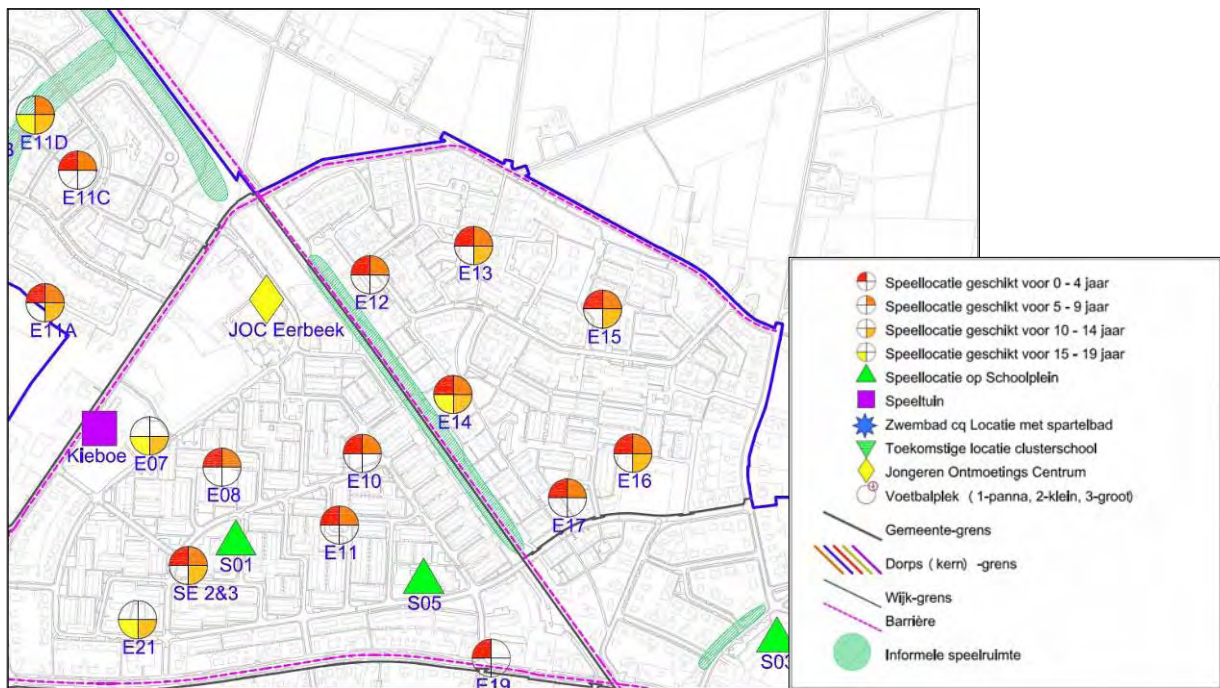 E11D
B
E11C
E13
E12
E11A
JOC Eerbeek
E15
E14
Kieboe
E07
E08
E10
E16
E17
E11
S01
SE 2&3
S05
E21
E19
S03
Speellocatie geschikt voor 0 - 4 jaar
Speellocatie geschikt voor 5 - 9 jaar
Speellocatie geschikt voor 10 - 14 jaar
Speellocatie geschikt voor 15 - 19 jaar
Speellocatie op Schoolplein
Speeltuin
Zwembad cq Locatie met spartelbad
Toekomstige locatie clusterschool
Jongeren Ontmoetings Centrum
Voetbalplek ( 1-panna, 2-klein, 3-groot)
Gemeente-grens
Dorps ( kern) -grens
Wijk-grens
Barrière
Informele speelruimte